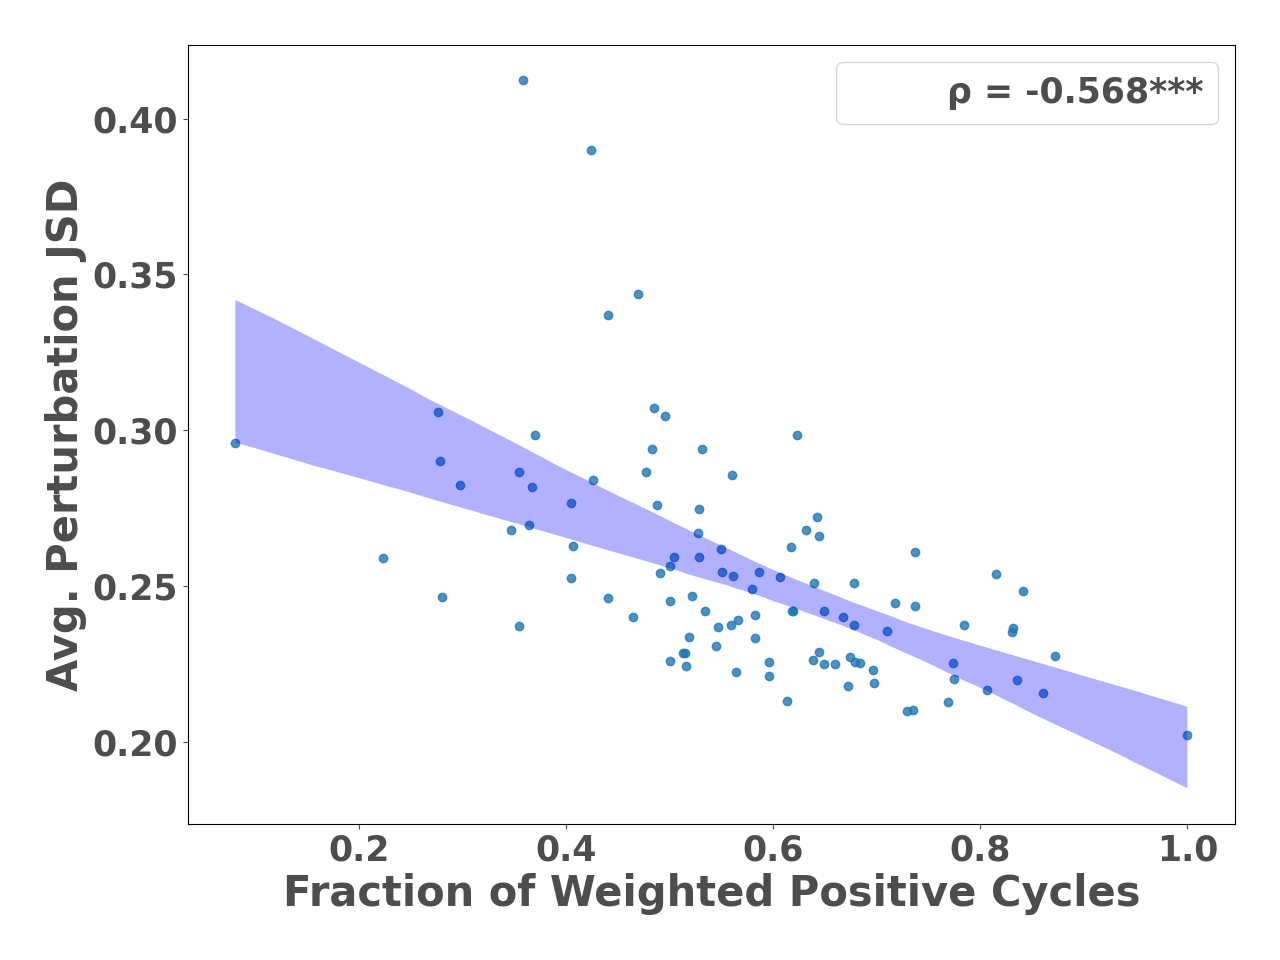 ρ = -0.568***
Avg. Perturbation JSD
0.40
0.35
0.30
0.25
0.20
0.2 0.4 0.6 0.8 1.0
Fraction of Weighted Positive Cycles